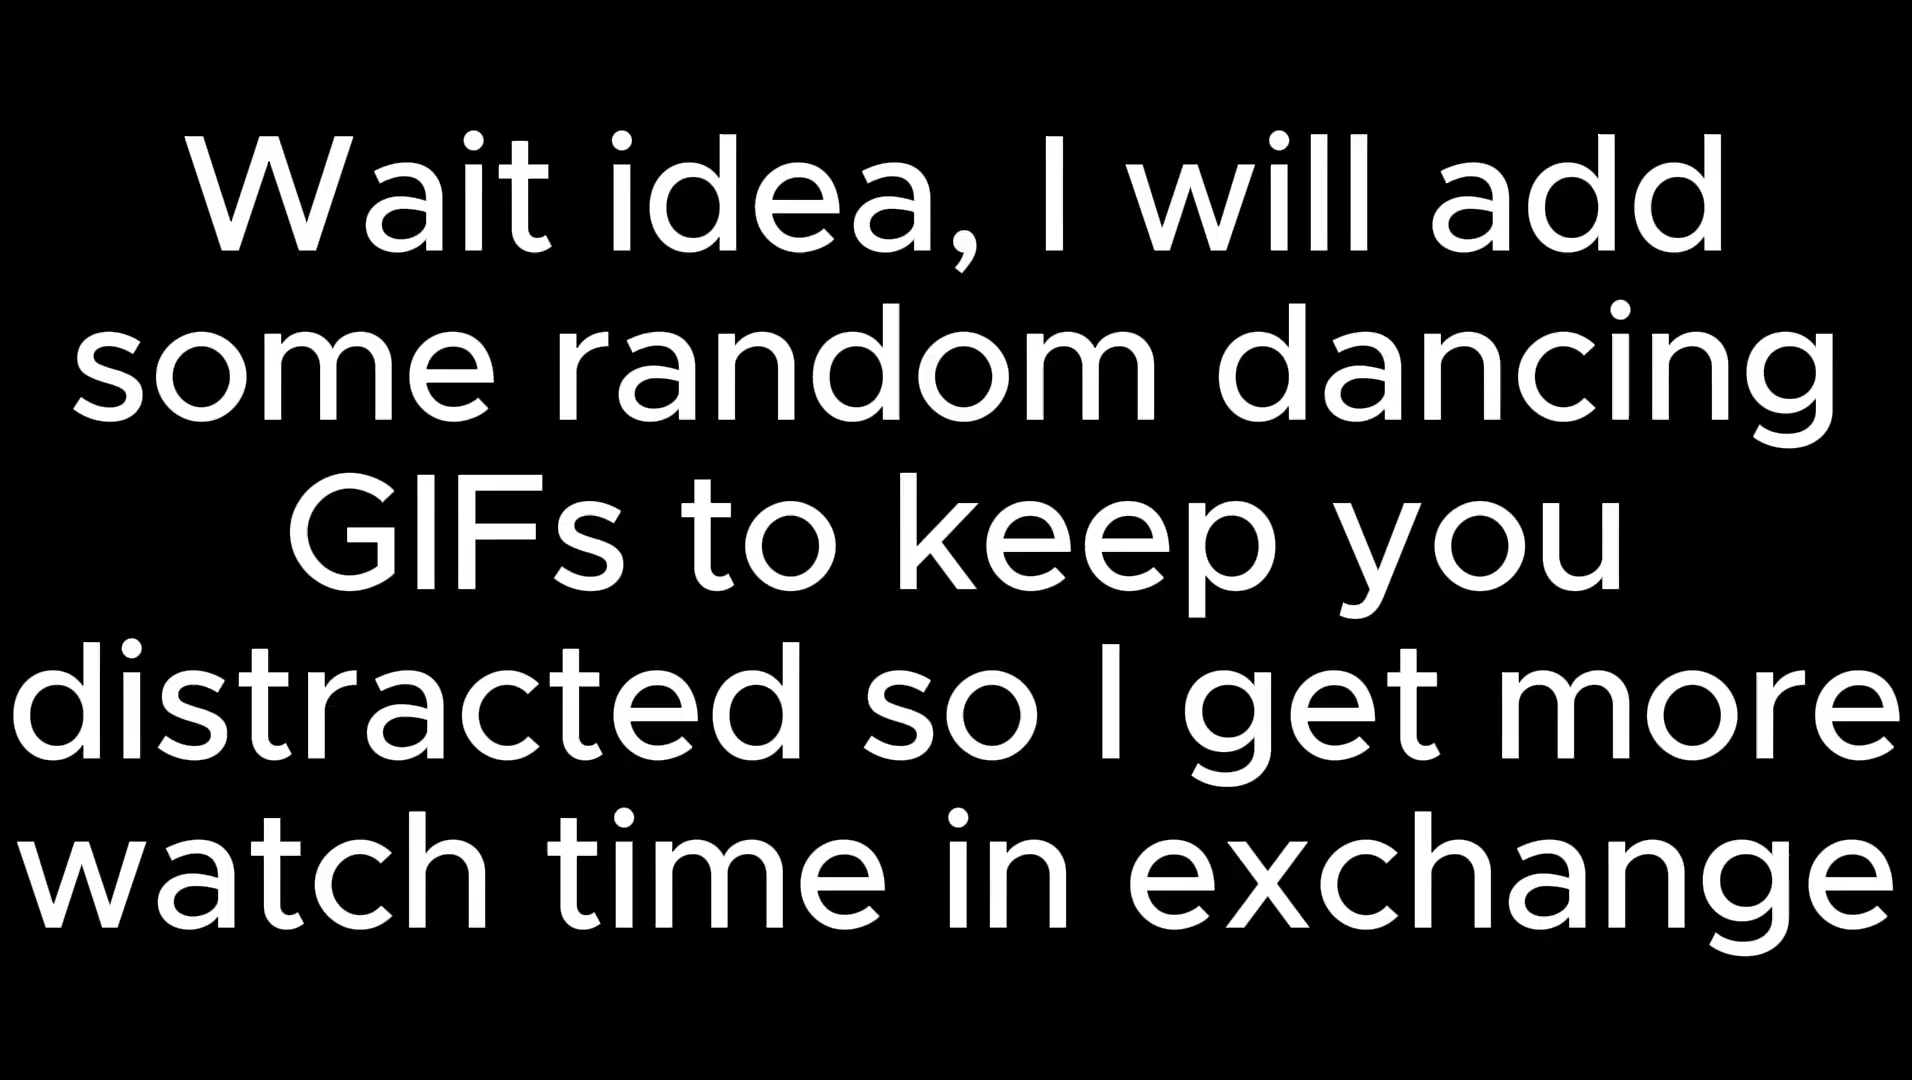 Wait idea, I will add
some random dancing
GIFs to keep you
distracted so I get more
watch time in exchange